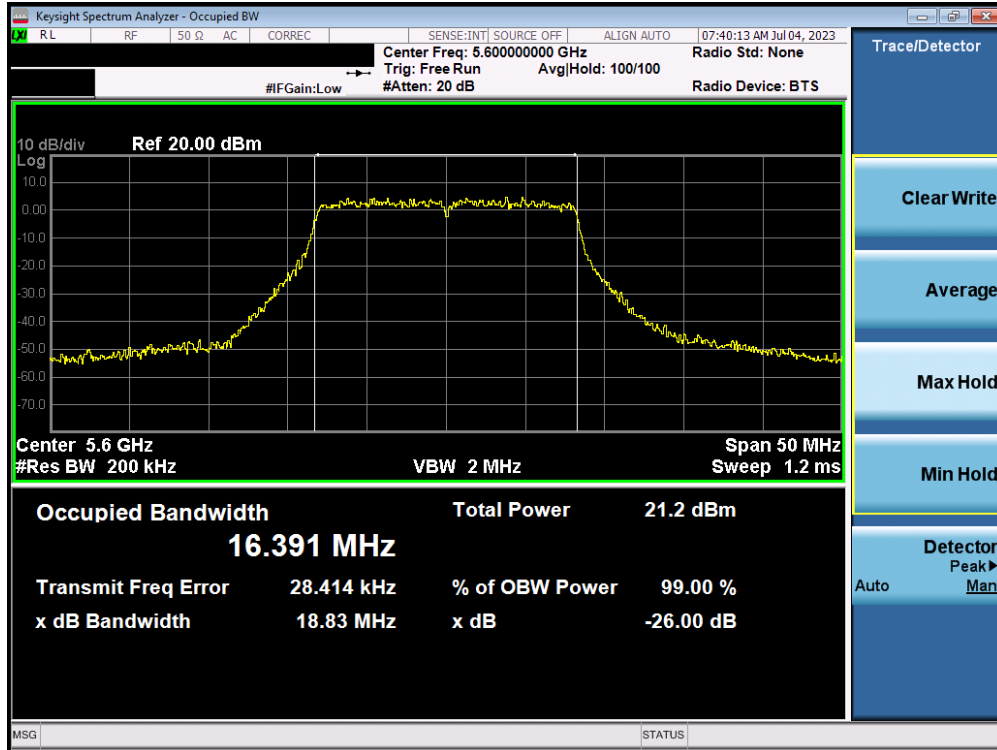 Keysight Spectrum Analyzer - Occupied BW
LXI RL RF 50 Ω AC CORREC SENSE:INT SOURCE OFF ALIGN AUTO 07:40:13 AM Jul 04, 2023
Center Freq: 5.600000000 GHz Radio Std: None
Trig: Free Run Avg|Hold: 100/100
#IFGain:Low #Atten: 20 dB Radio Device: BTS
Trace/Detector
10 dB/div Ref 20.00 dBm
Log
10.0
0.00
-10.0
-20.0
-30.0
-40.0
-50.0
-60.0
-70.0
Center 5.6 GHz Span 50 MHz
#Res BW 200 kHz VBW 2 MHz Sweep 1.2 ms
Occupied Bandwidth Total Power 21.2 dBm
16.391 MHz
Transmit Freq Error 28.414 kHz % of OBW Power 99.00 %
x dB Bandwidth 18.83 MHz x dB -26.00 dB
Clear Write
Average
Max Hold
Min Hold
Detector
Peak▶
Auto Man
MSG STATUS